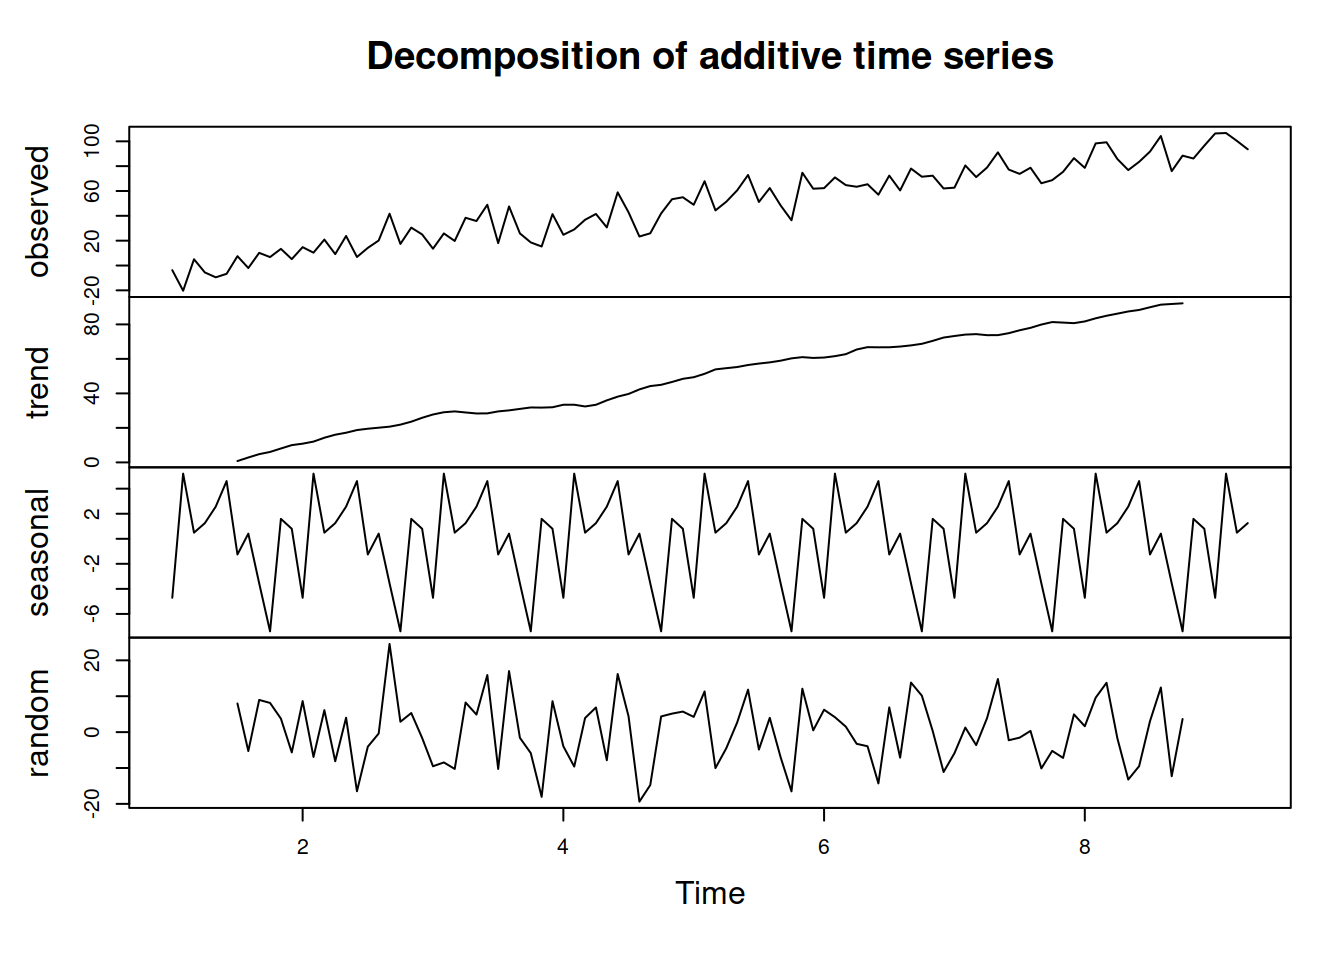 Decomposition of additive time series
observed
-20 20 60 100
trend
0 40 80
seasonal
-6 -2 2
random
-20 0 20
2 4 6 8
Time